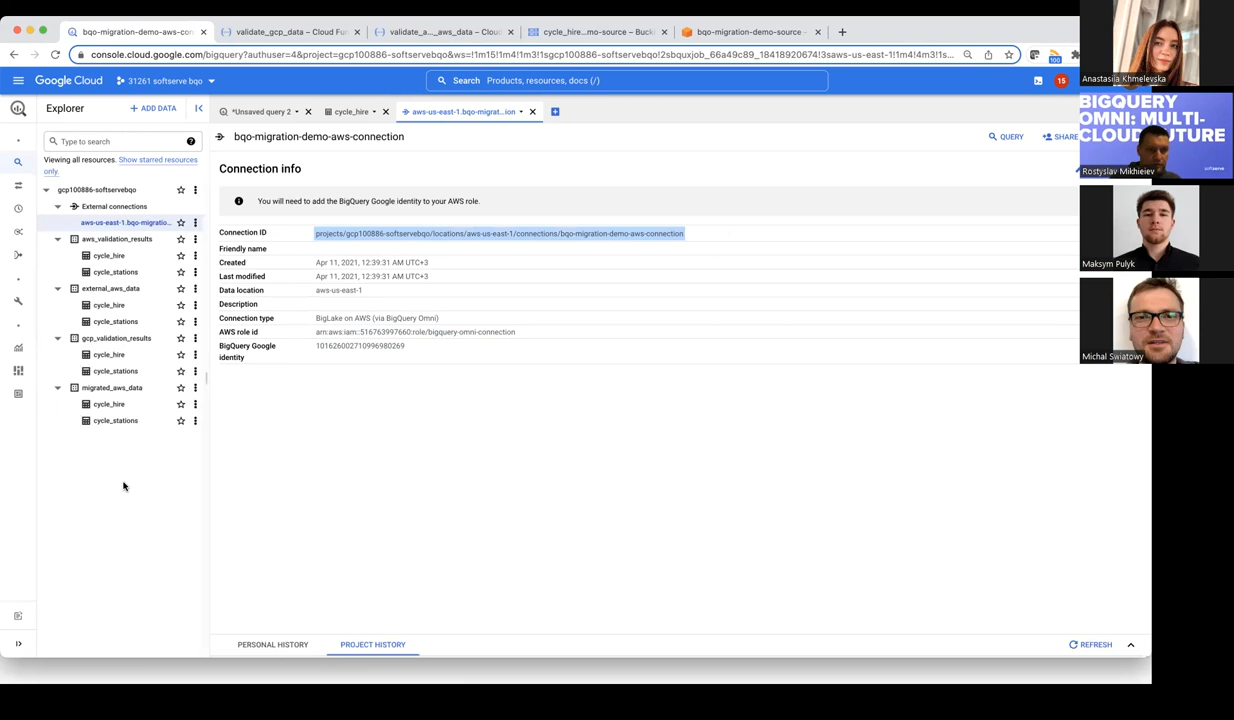 bqo-migration-demo-aws-con
validate_gcp_data – Cloud Fun
validate_a…_aws_data – Cloud
cycle_hire…mo-source – Bucke
bqo-migration-demo-source –
console.cloud.google.com/bigquery?authuser=4&project=gcp100886-softservebqo&ws=!1m15!1m4!1m3!1sgcp100886-softservebqo!2sbquxjob_66a49c89_18418920674!3saws-us-east-1!1m4!4m3!1s…
100
Google Cloud
31261 softserve bqo
Search Products, resources, docs (/)
15
Explorer
+ ADD DATA
*Unsaved query 2
cycle_hire
aws-us-east-1.bqo-migrat…ion
Type to search
Viewing all resources. Show starred resources
only.
gcp100886-softservebqo
External connections
aws-us-east-1.bqo-migratio…
aws_validation_results
cycle_hire
cycle_stations
external_aws_data
cycle_hire
cycle_stations
gcp_validation_results
cycle_hire
cycle_stations
migrated_aws_data
cycle_hire
cycle_stations
bqo-migration-demo-aws-connection
QUERY
SHARE
Connection info
You will need to add the BigQuery Google identity to your AWS role.
Connection ID
projects/gcp100886-softservebqo/locations/aws-us-east-1/connections/bqo-migration-demo-aws-connection
Friendly name
Created
Apr 11, 2021, 12:39:31 AM UTC+3
Last modified
Apr 11, 2021, 12:39:31 AM UTC+3
Data location
aws-us-east-1
Description
Connection type
BigLake on AWS (via BigQuery Omni)
AWS role id
arn:aws:iam::516763997660:role/bigquery-omni-connection
BigQuery Google
identity
101626002710996980269
PERSONAL HISTORY
PROJECT HISTORY
REFRESH
Anastasiia Khmelevska
BIGQUERY
OMNI: MULTI-
CLOUD FUTURE
softserve
Rostyslav Mikhieiev
Maksym Pulyk
Michal Swiatowy